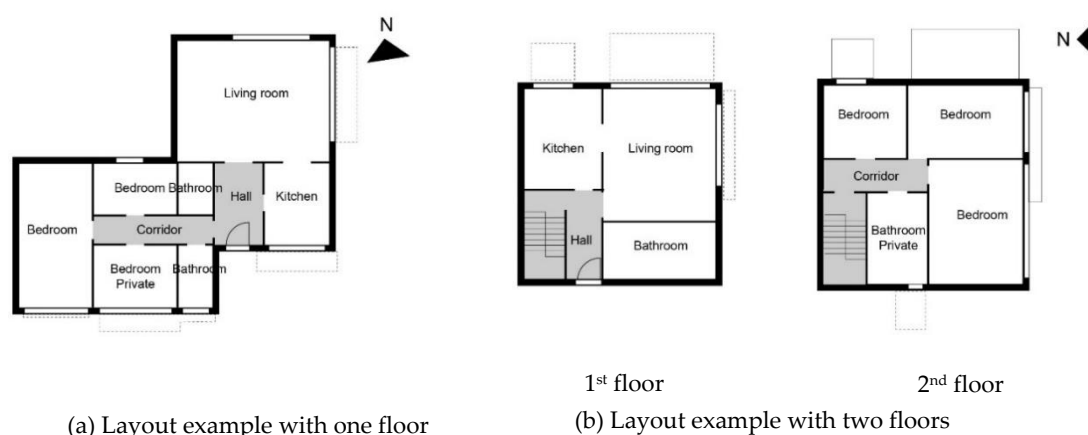 N
Living room
Bedroom
Bathroom
Hall
Kitchen
Bedroom
Corridor
Bedroom
Private
Bathroom
Kitchen
Living room
Hall
Bathroom
1st floor
N
Bedroom
Bedroom
Corridor
Bathroom
Private
Bedroom
2nd floor
(a) Layout example with one floor
(b) Layout example with two floors